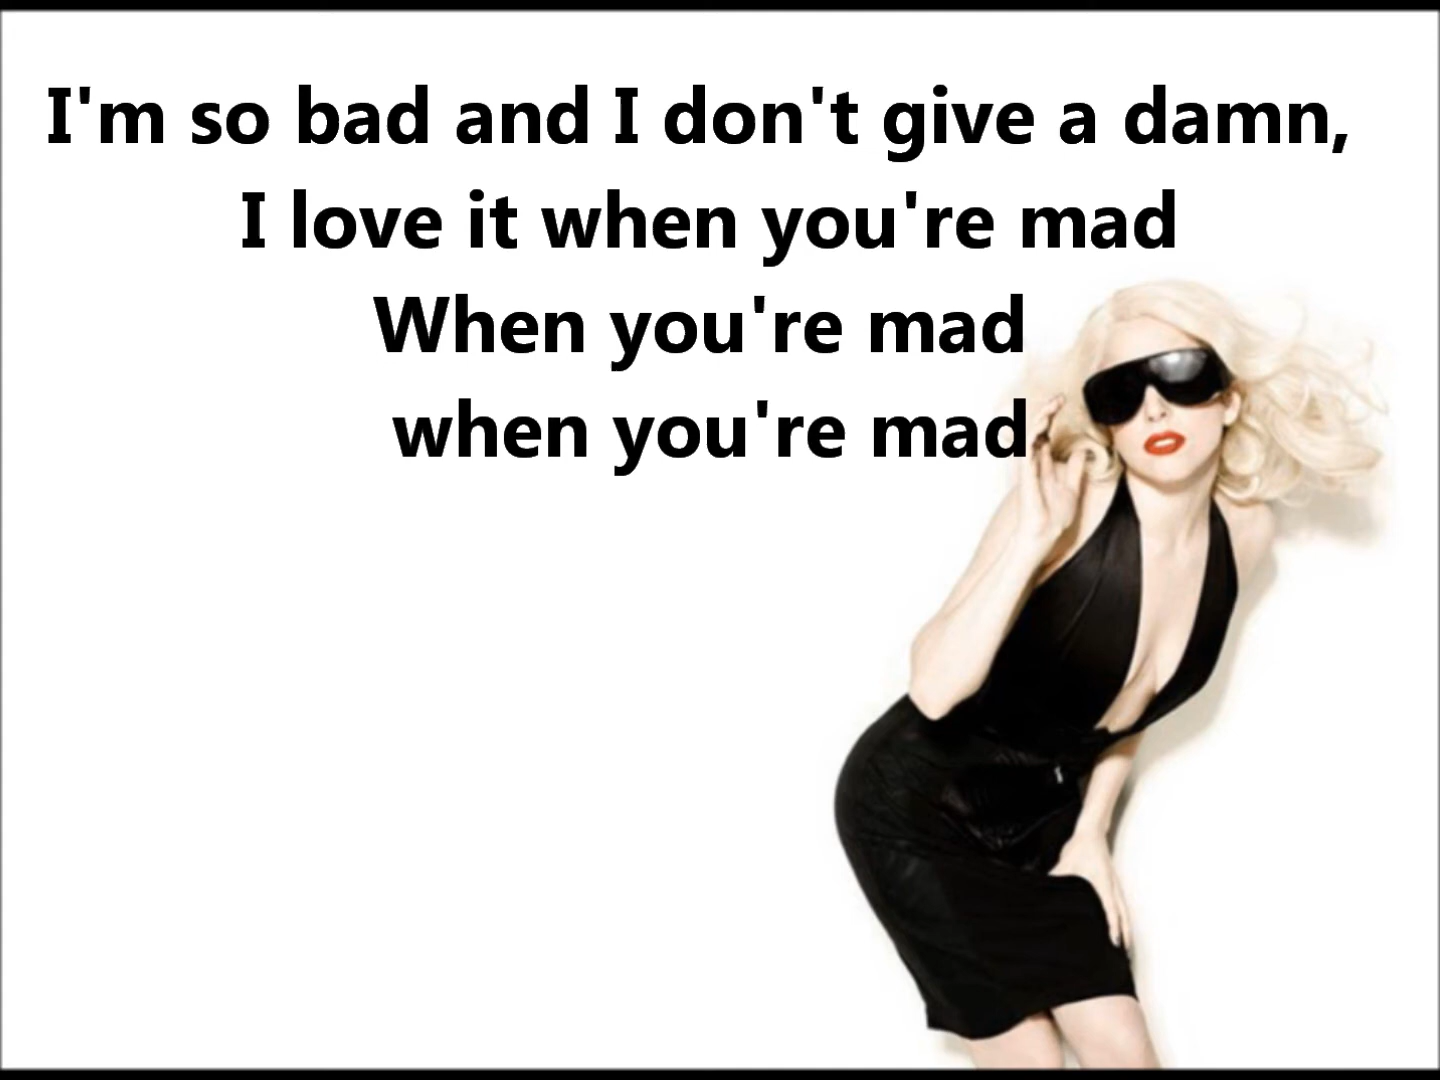 I'm so bad and I don't give a damn,
I love it when you're mad
When you're mad
when you're mad